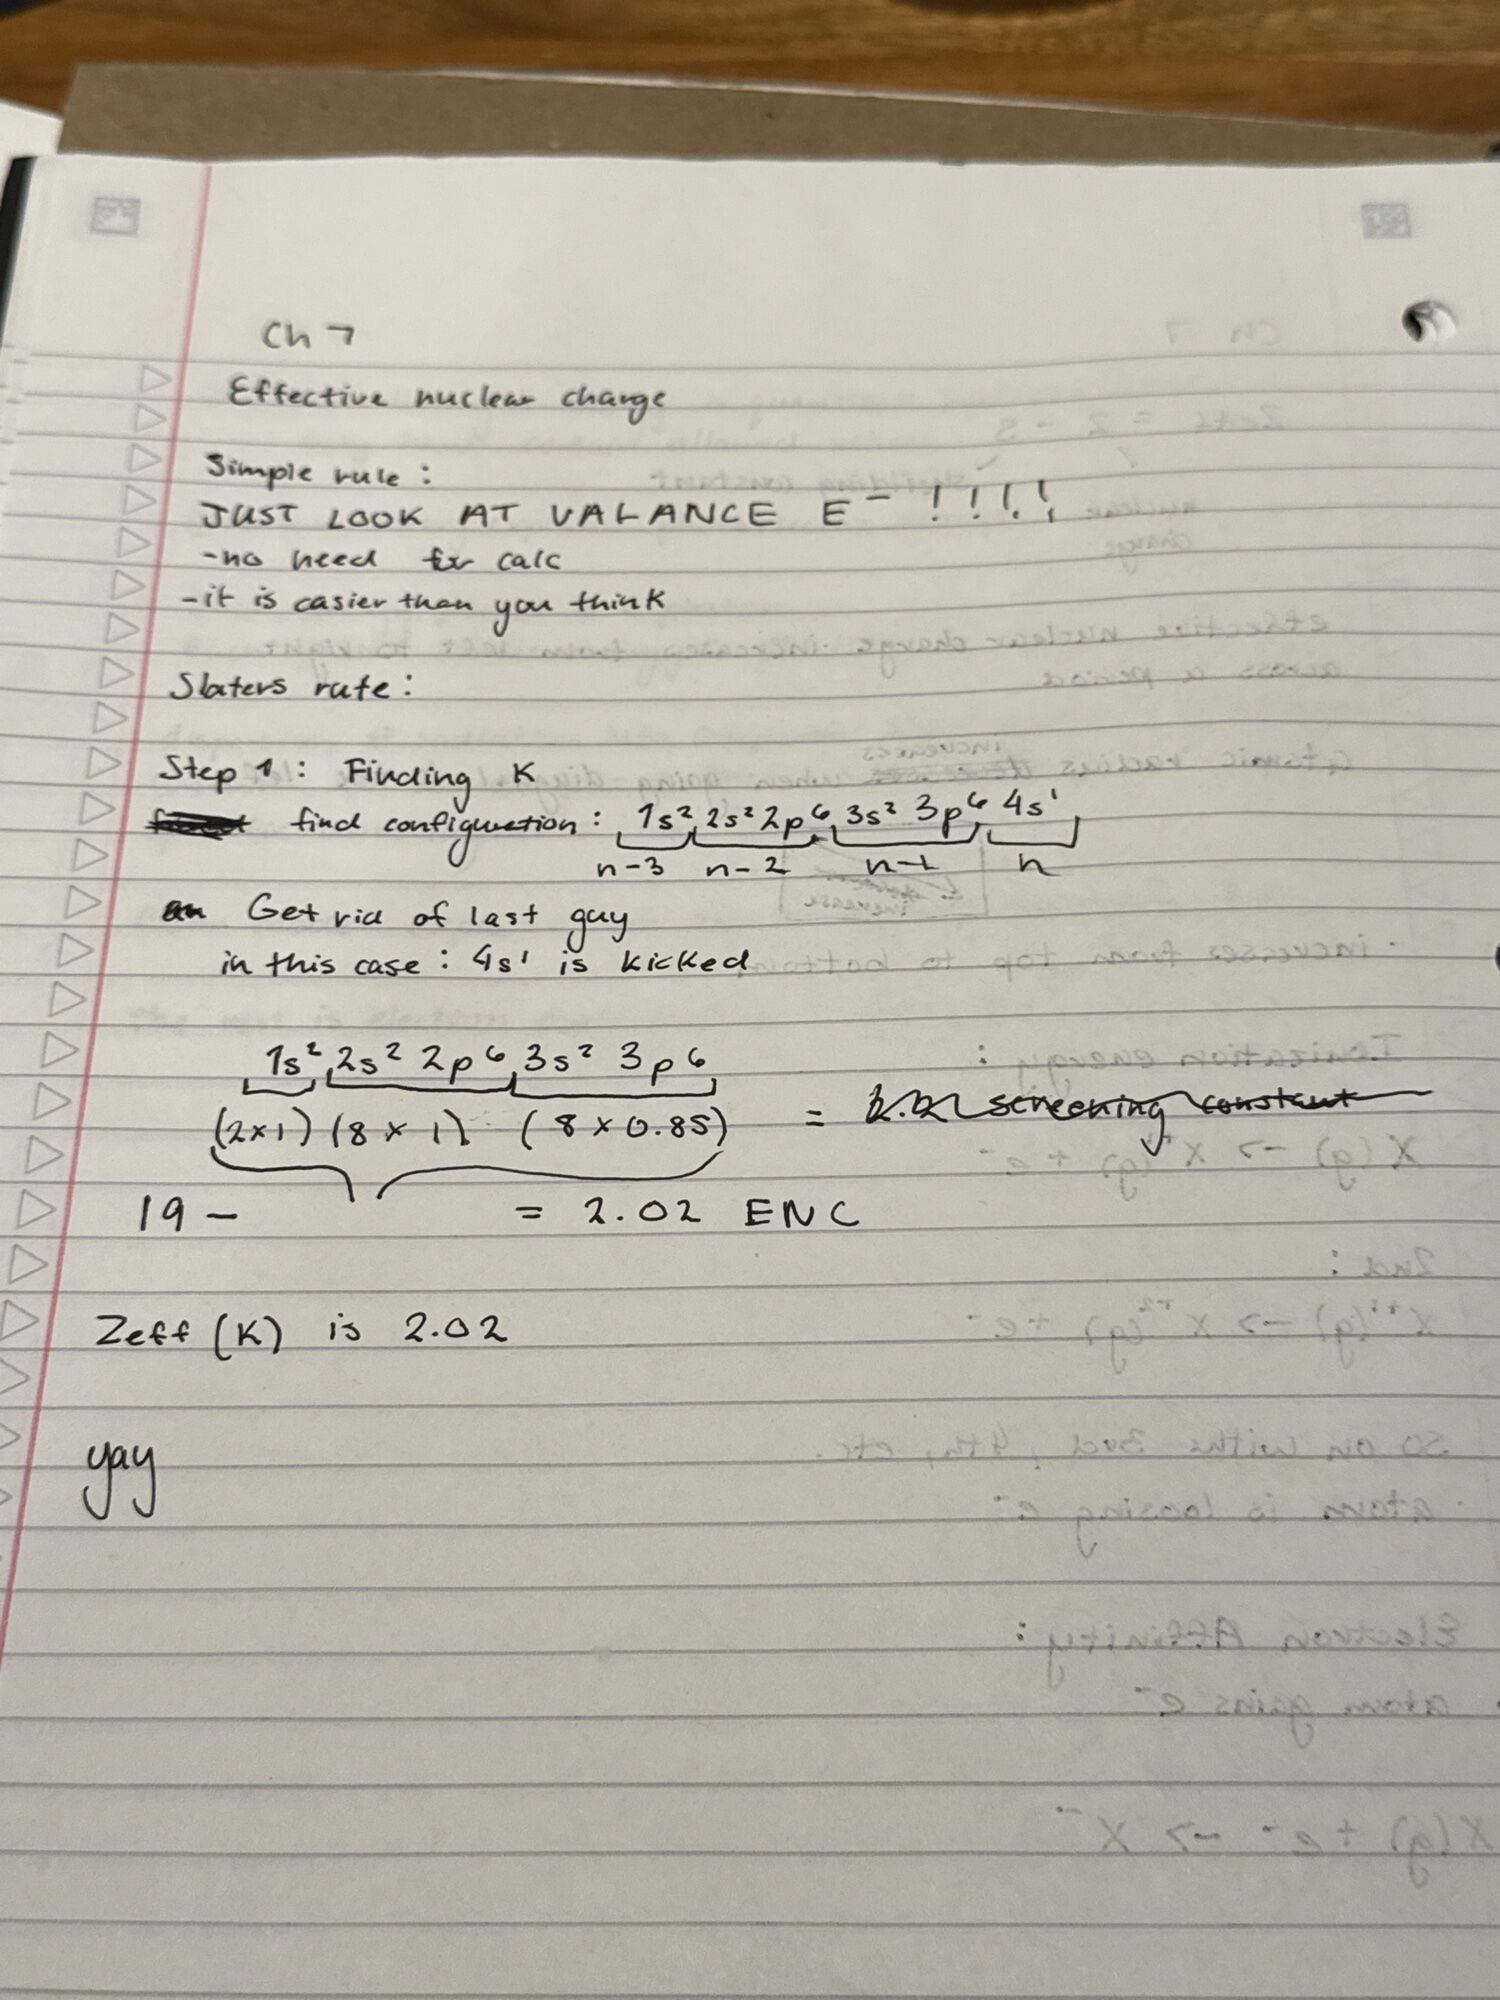 Ch 7
Effective nuclear charge
Simple rule:
JUST LOOK AT VALANCE E⁻ !!!!!
-no need for calc
-it is easier than you think
Slaters rule:
Step 1: Finding K
find configuration: 1s² 2s² 2p⁶ 3s² 3p⁶ 4s¹
n-3 n-2 n-1 n
Get rid of last guy
in this case: 4s¹ is kicked
1s² 2s² 2p⁶ 3s² 3p⁶
(2×1) (8×1) (8×0.85) = screening constant
19 - = 2.02 ENC
Zeff (K) is 2.02
yay